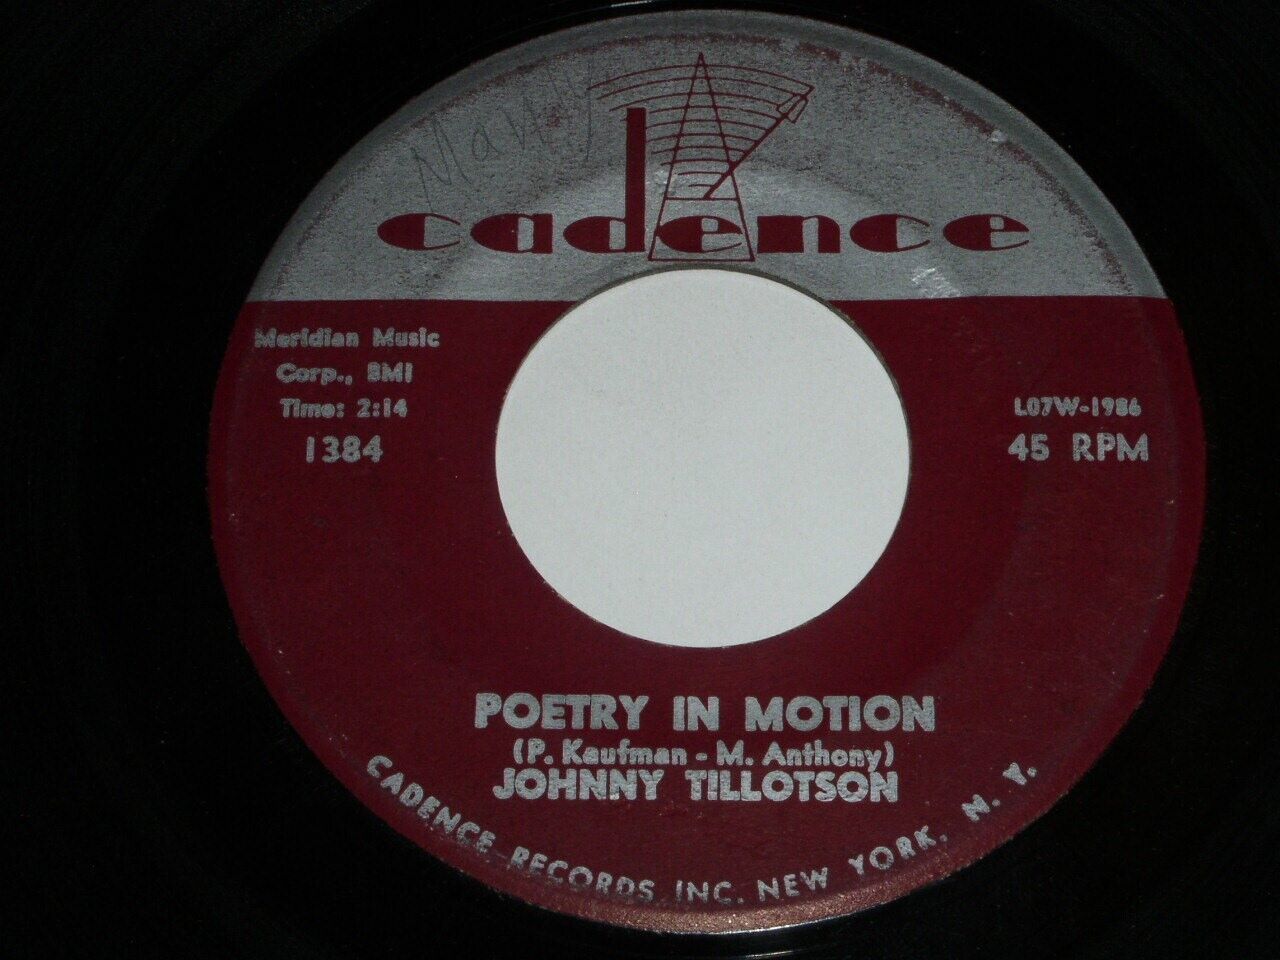 Mary
cadence
Meridian Music
Corp., BMI
Time: 2:14
1384
L07W-1986
45 RPM
POETRY IN MOTION
(P. Kaufman - M. Anthony)
JOHNNY TILLOTSON
CADENCE RECORDS, INC. NEW YORK, N. Y.